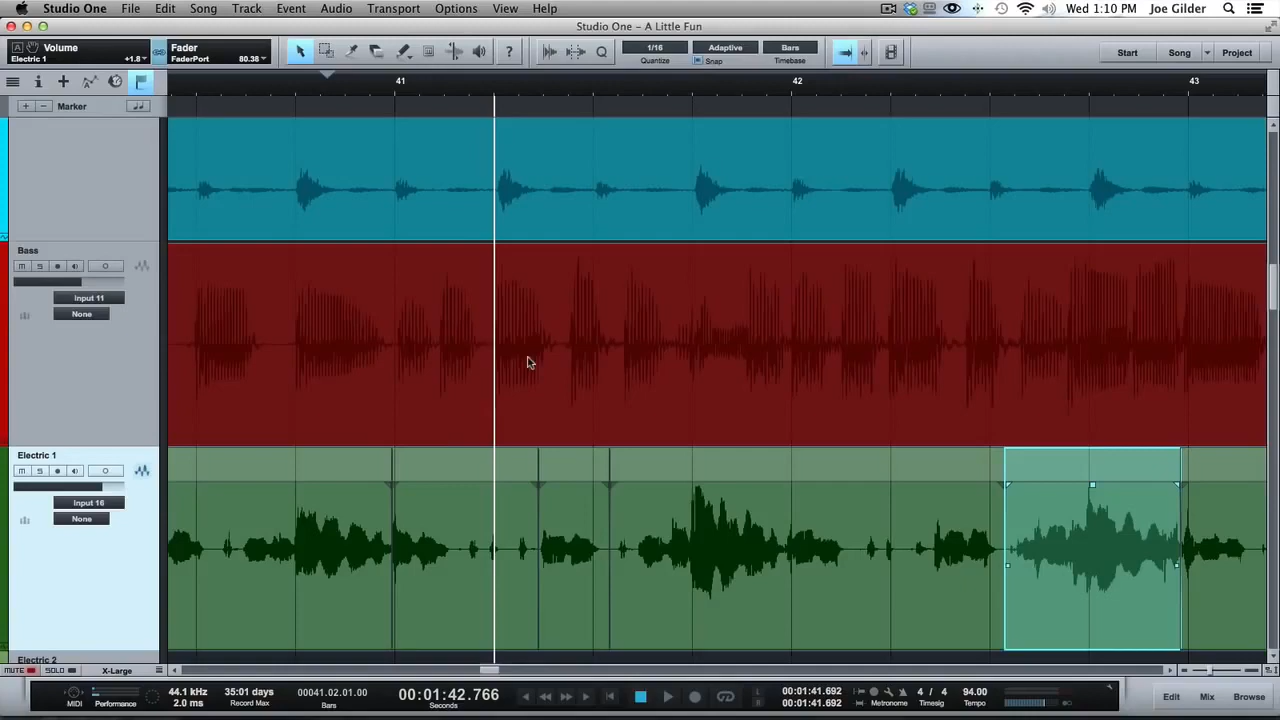 Studio One File Edit Song Track Event Audio Transport Options View Help Wed 1:10 PM Joe Gilder
Studio One - A Little Fun
A Volume Fader 1/16 Adaptive Bars Start Song Project
Electric 1 +1.8 FaderPort 80.38 Quantize Snap Timebase
41 42 43
Marker
Bass
m s
Input 11
None
Electric 1
m s
Input 16
None
Electric 2
MUTE SOLO X-Large
44.1 kHz 35:01 days 00041.02.01.00 00:01:42.766 L 00:01:41.692 4 / 4 94.00 Edit Mix Browse
MIDI Performance 2.0 ms Record Max Bars Seconds 00:01:41.692 Metronome Timesig Tempo